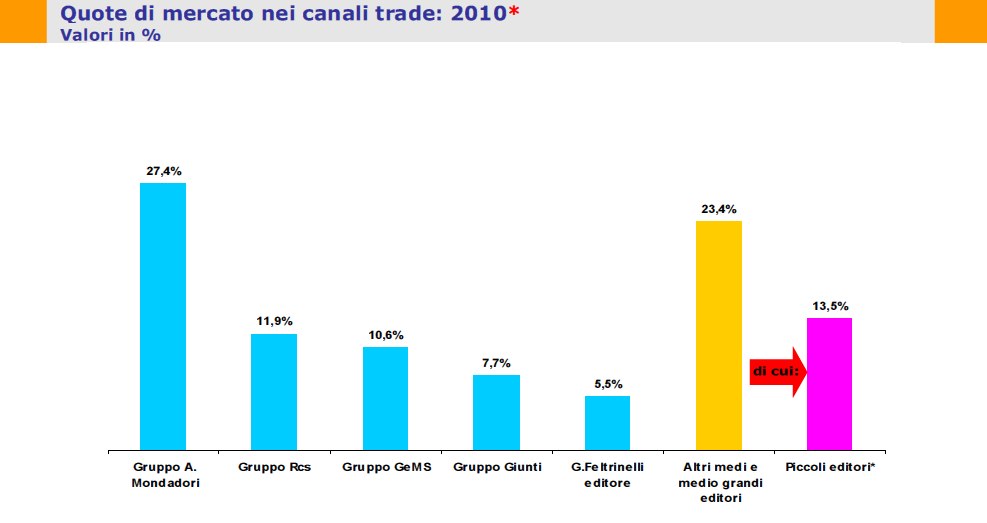 Quote di mercato nei canali trade: 2010*
Valori in %
27,4%
11,9%
10,6%
7,7%
5,5%
23,4%
13,5%
di cui:
Gruppo A.
Mondadori
Gruppo Rcs
Gruppo GeMS
Gruppo Giunti
G.Feltrinelli
editore
Altri medi e
medio grandi
editori
Piccoli editori*